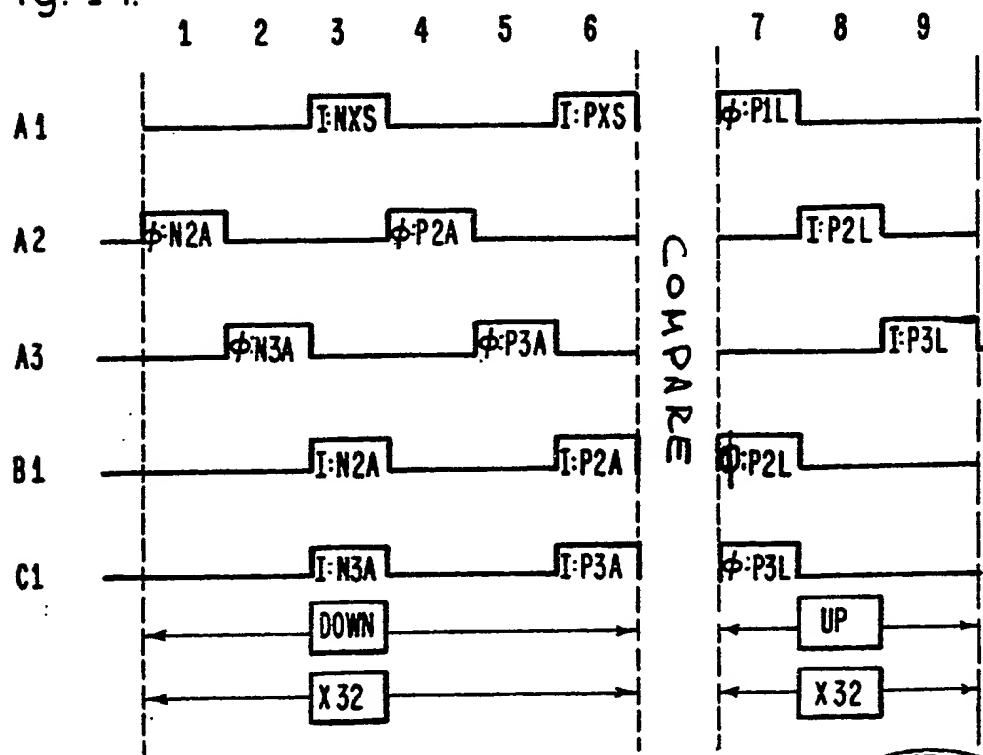 1 2 3 4 5 6 7 8 9
A1 I:NXS I:PXS ϕ:P1L
A2 ϕ:N2A ϕ:P2A I:P2L
COMPARE
A3 ϕ:N3A ϕ:P3A I:P3L
B1 I:N2A I:P2A ϕ:P2L
C1 I:N3A I:P3A ϕ:P3L
DOWN UP
X32 X32